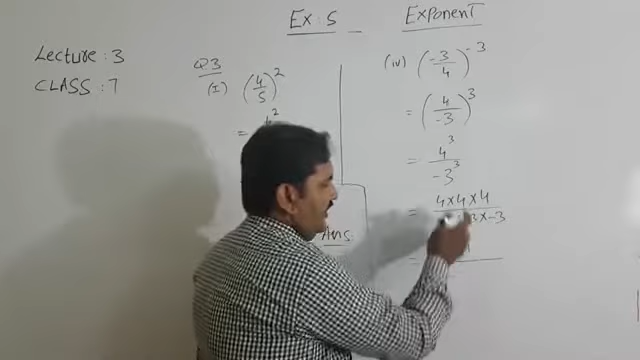 Ex: 5 Exponent
Lecture: 3
CLASS: 7
Q3
(I) (4/5)^2
=
Ans:
(iv) (-3/4)^-3
= (4/-3)^3
= 4^3/-3^3
= 4×4×4/ ×-3
=